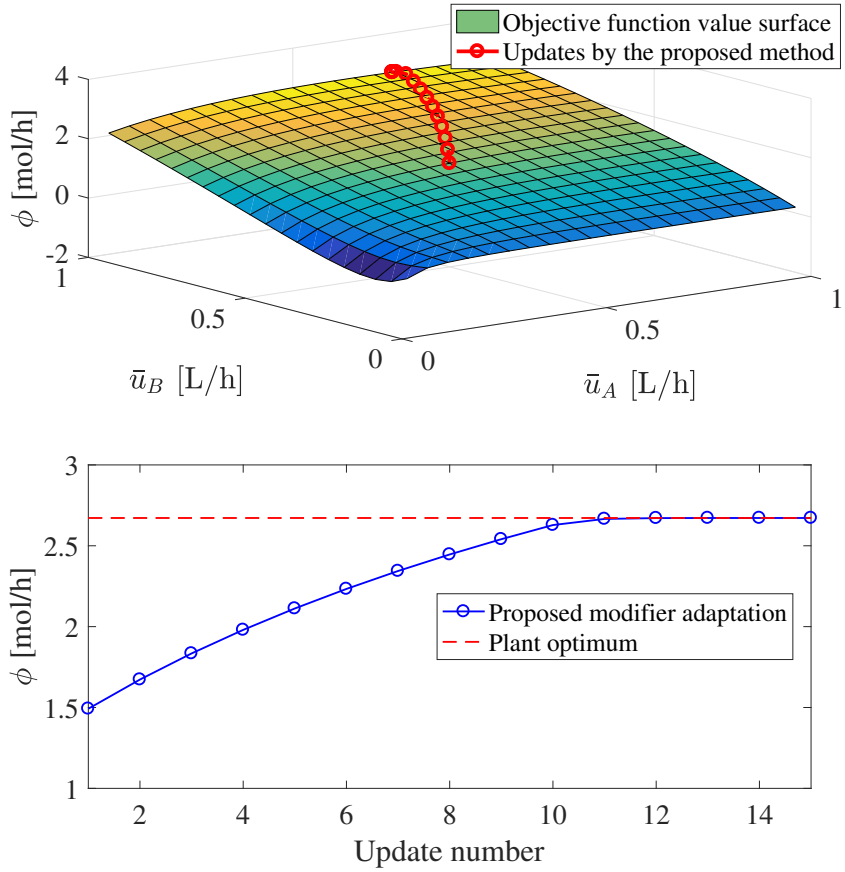 Objective function value surface
Updates by the proposed method
4
2
0
-2
ϕ [mol/h]
1
0.5
0
0
0.5
1
ū_B [L/h]
ū_A [L/h]
3
2.5
2
1.5
1
ϕ [mol/h]
Proposed modifier adaptation
Plant optimum
2 4 6 8 10 12 14
Update number